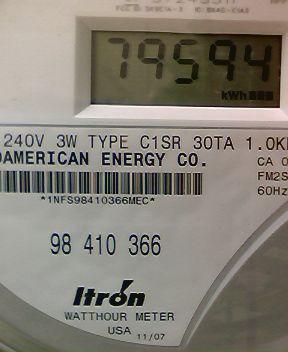 79594
kWh
240V 3W TYPE C1SR 30TA 1.0K
AMERICAN ENERGY CO.
CA 0
FM2S
60Hz
*1NFS98410366MEC*
98 410 366
Itron
WATTHOUR METER
USA 11/07